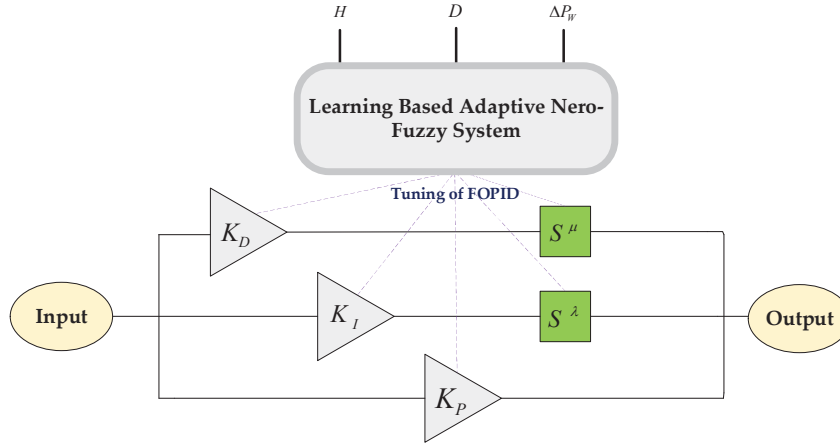 H D ΔP_W
Learning Based Adaptive Nero-
Fuzzy System
Tuning of FOPID
K_D S^μ
Input K_I S^λ Output
K_P